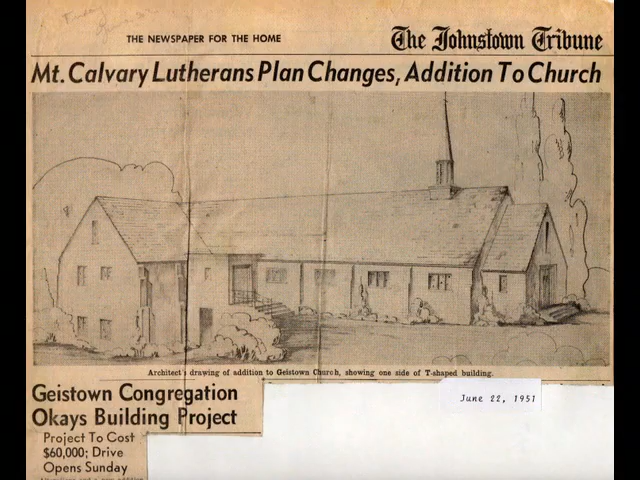 THE NEWSPAPER FOR THE HOME
The Johnstown Tribune
Mt. Calvary Lutherans Plan Changes, Addition To Church
Architect's drawing of addition to Geistown Church, showing one side of T-shaped building.
June 22, 1951
Geistown Congregation
Okays Building Project
Project To Cost
$60,000; Drive
Opens Sunday